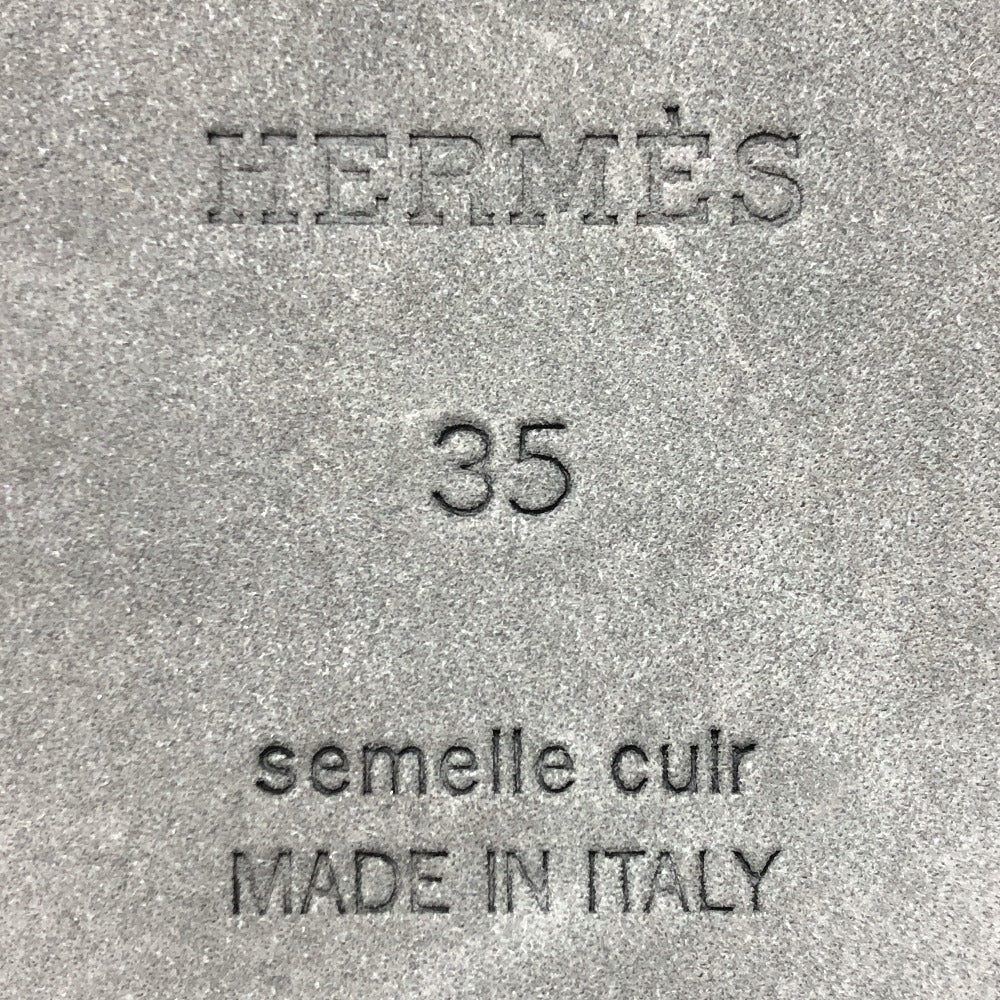 HERMÈS
35
semelle cuir
MADE IN ITALY